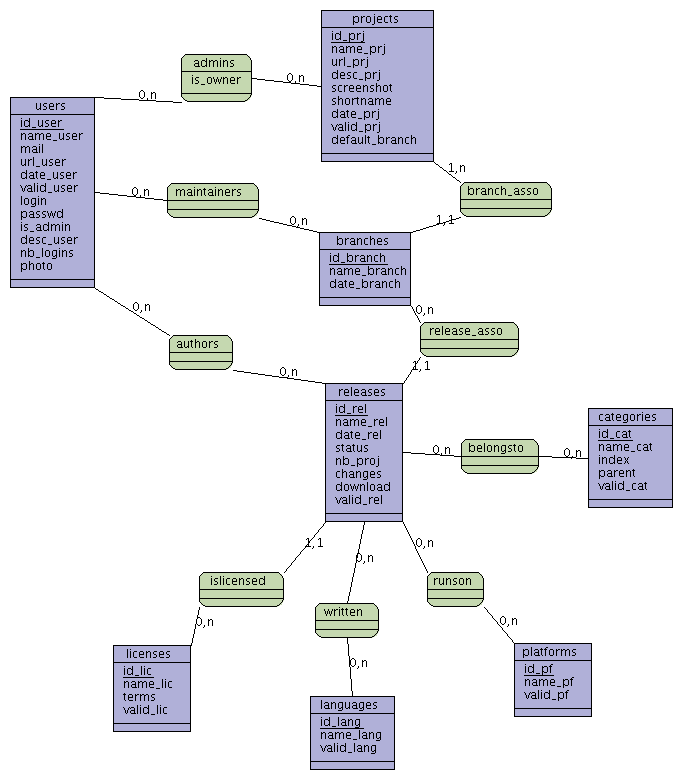 projects
id_prj
name_prj
url_prj
desc_prj
screenshot
shortname
date_prj
valid_prj
default_branch
admins
is_owner
0,n
0,n
users
id_user
name_user
mail
url_user
date_user
valid_user
login
passwd
is_admin
desc_user
nb_logins
photo
0,n
maintainers
0,n
1,n
branch_asso
1,1
branches
id_branch
name_branch
date_branch
0,n
release_asso
1,1
0,n
authors
0,n
releases
id_rel
name_rel
date_rel
status
nb_proj
changes
download
valid_rel
0,n
belongsto
0,n
categories
id_cat
name_cat
index
parent
valid_cat
1,1
islicensed
0,n
licenses
id_lic
name_lic
terms
valid_lic
0,n
written
0,n
languages
id_lang
name_lang
valid_lang
0,n
runson
0,n
platforms
id_pf
name_pf
valid_pf